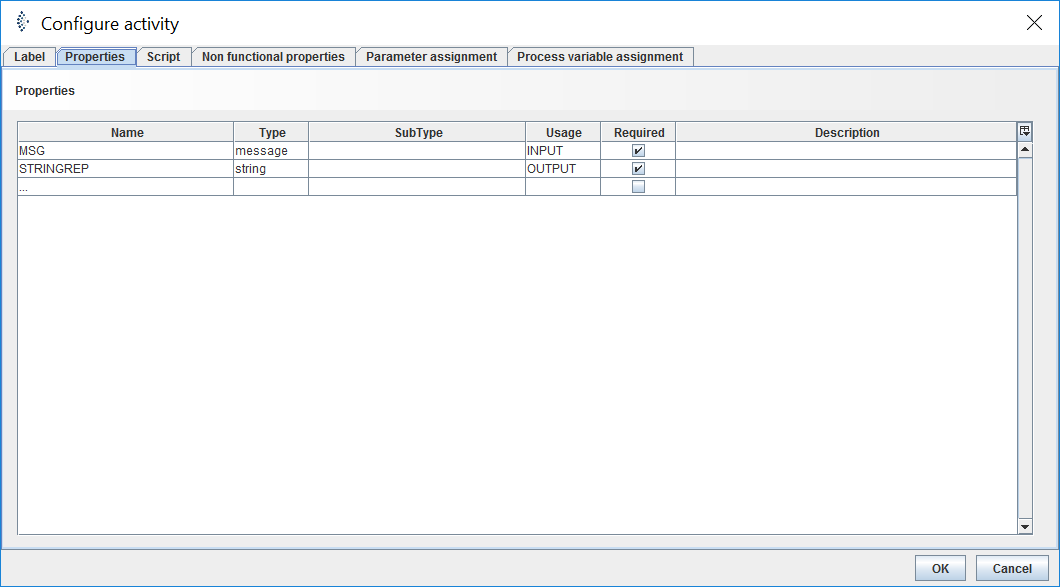 Configure activity
Label Properties Script Non functional properties Parameter assignment Process variable assignment
Properties
Name Type SubType Usage Required Description
MSG message INPUT
STRINGREP string OUTPUT
...
OK Cancel